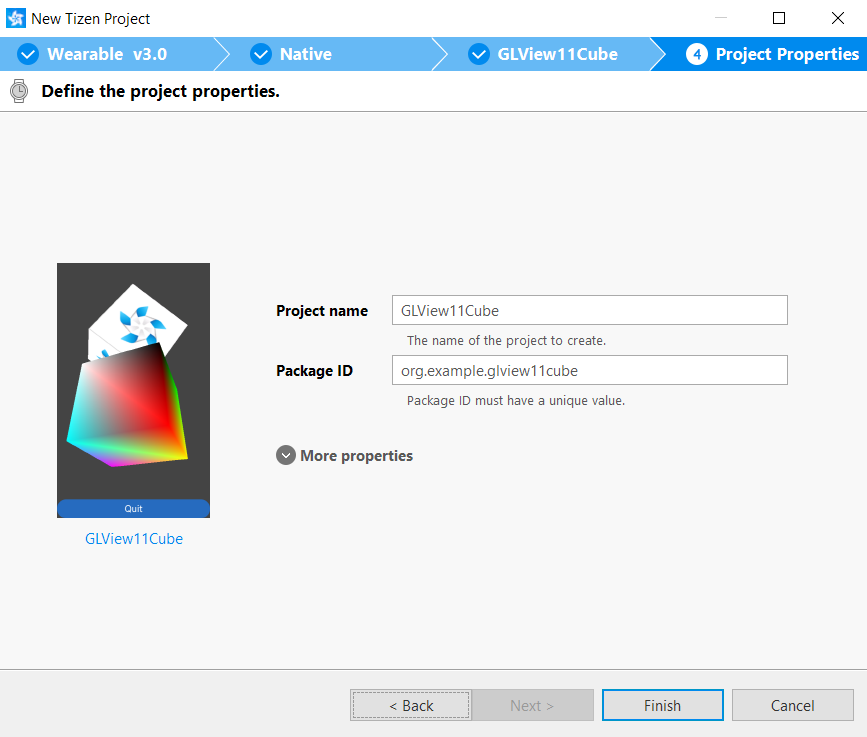 New Tizen Project
Wearable v3.0
Native
GLView11Cube
4 Project Properties
Define the project properties.
Project name
GLView11Cube
The name of the project to create.
Package ID
org.example.glview11cube
Package ID must have a unique value.
More properties
Quit
GLView11Cube
< Back
Next >
Finish
Cancel